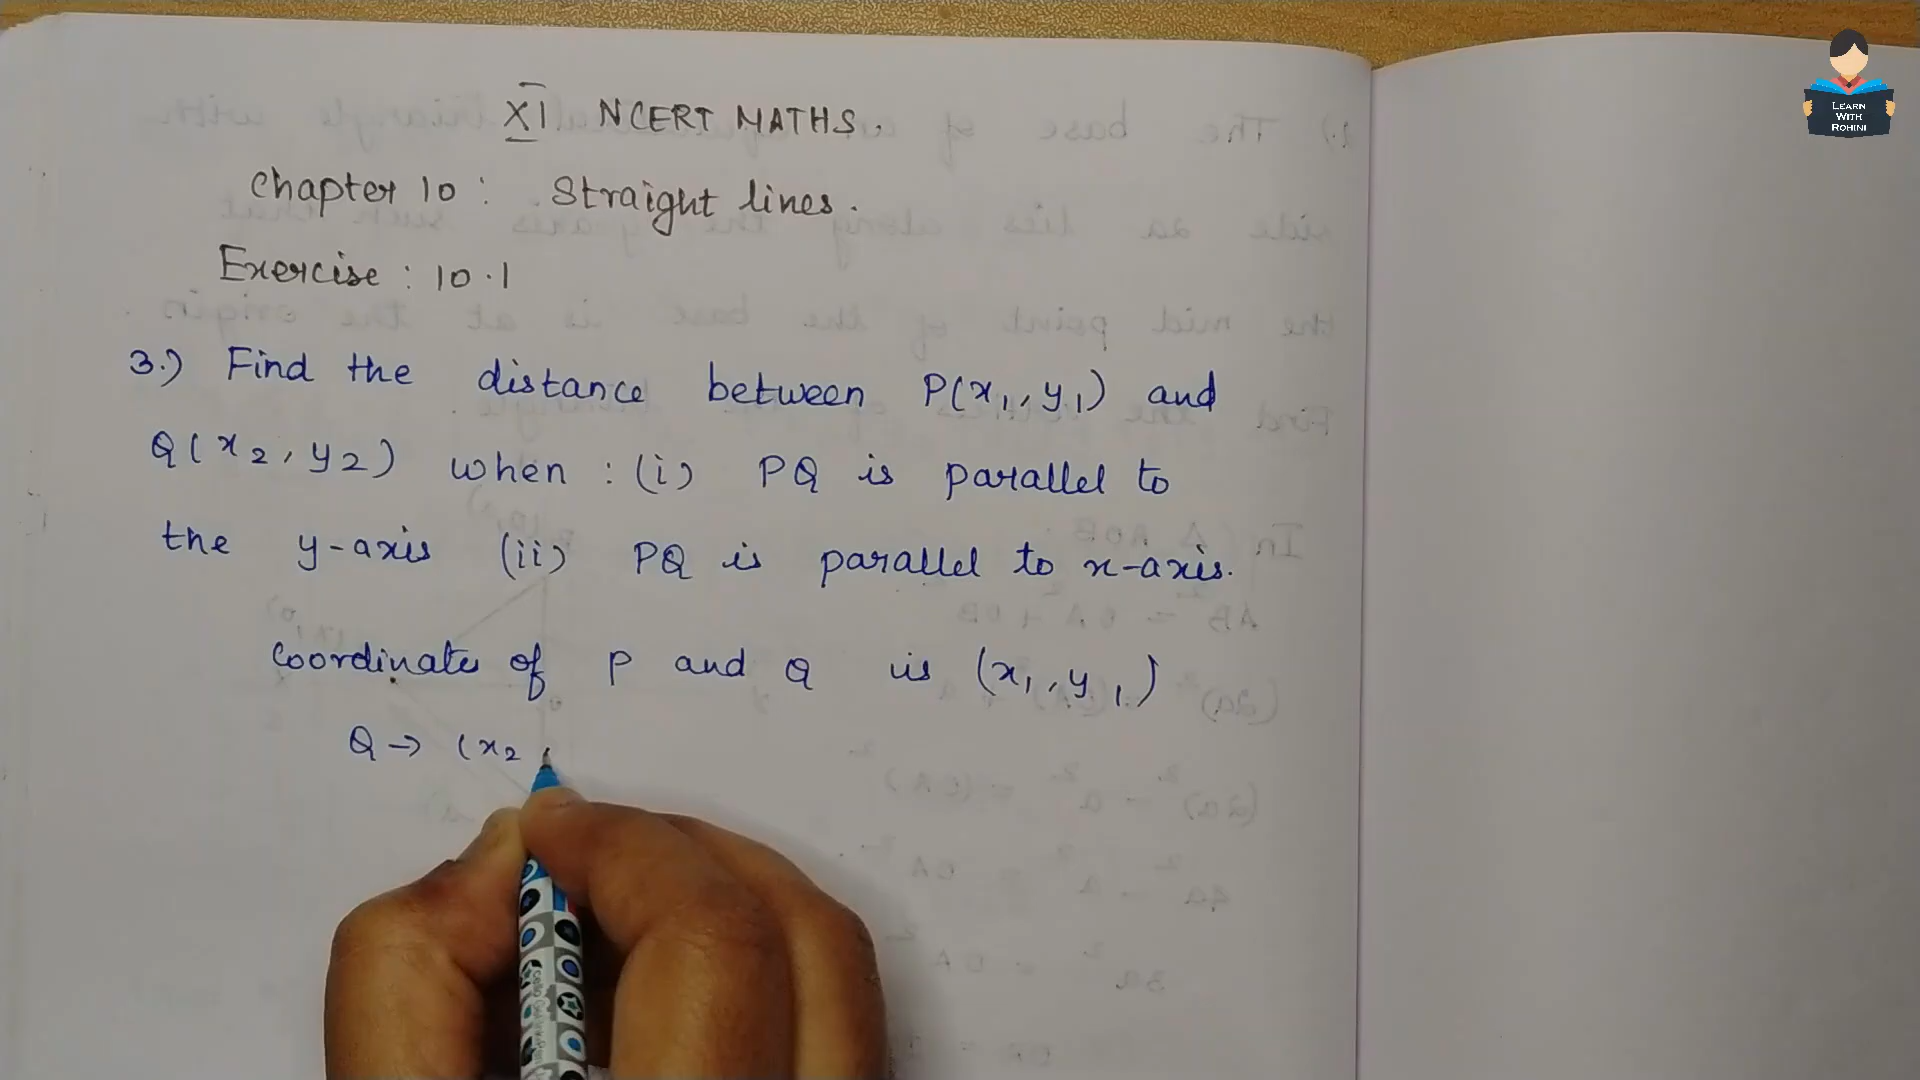 XI NCERT MATHS.
Chapter 10 : Straight lines.
Exercise : 10.1
3.) Find the distance between P(x₁, y₁) and
Q(x₂, y₂) when : (i) PQ is parallel to
the y-axis (ii) PQ is parallel to x-axis.
Coordinate of P and Q is (x₁, y₁)
Q → (x₂ ,
LEARN
WITH
ROHINI